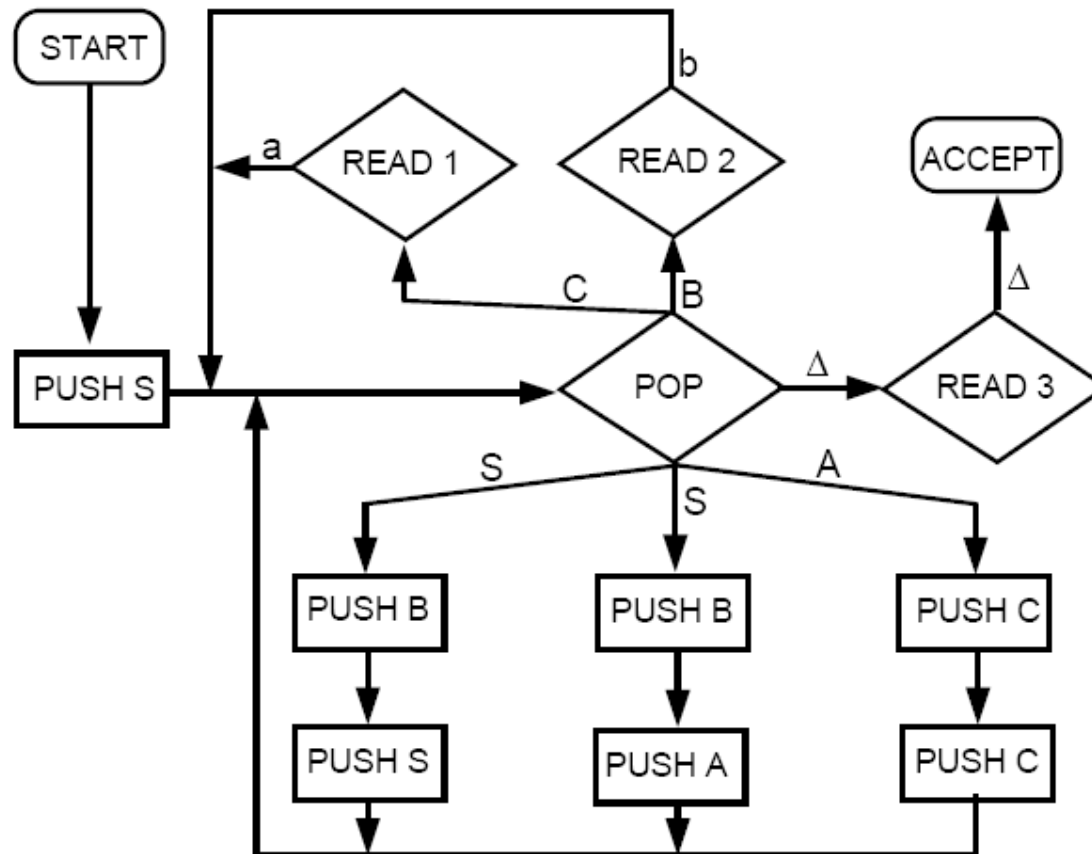 START
b
a
READ 1
READ 2
ACCEPT
C
B
Δ
PUSH S
POP
Δ
READ 3
S
S
A
PUSH B
PUSH B
PUSH C
PUSH S
PUSH A
PUSH C